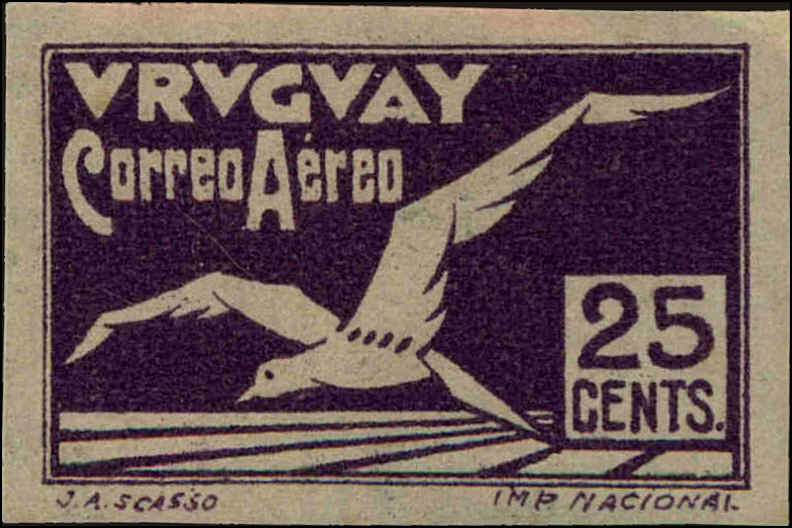 VRVGVAY
Correo Aéreo
25
CENTS.
J.A. SCASSO
IMP NACIONAL